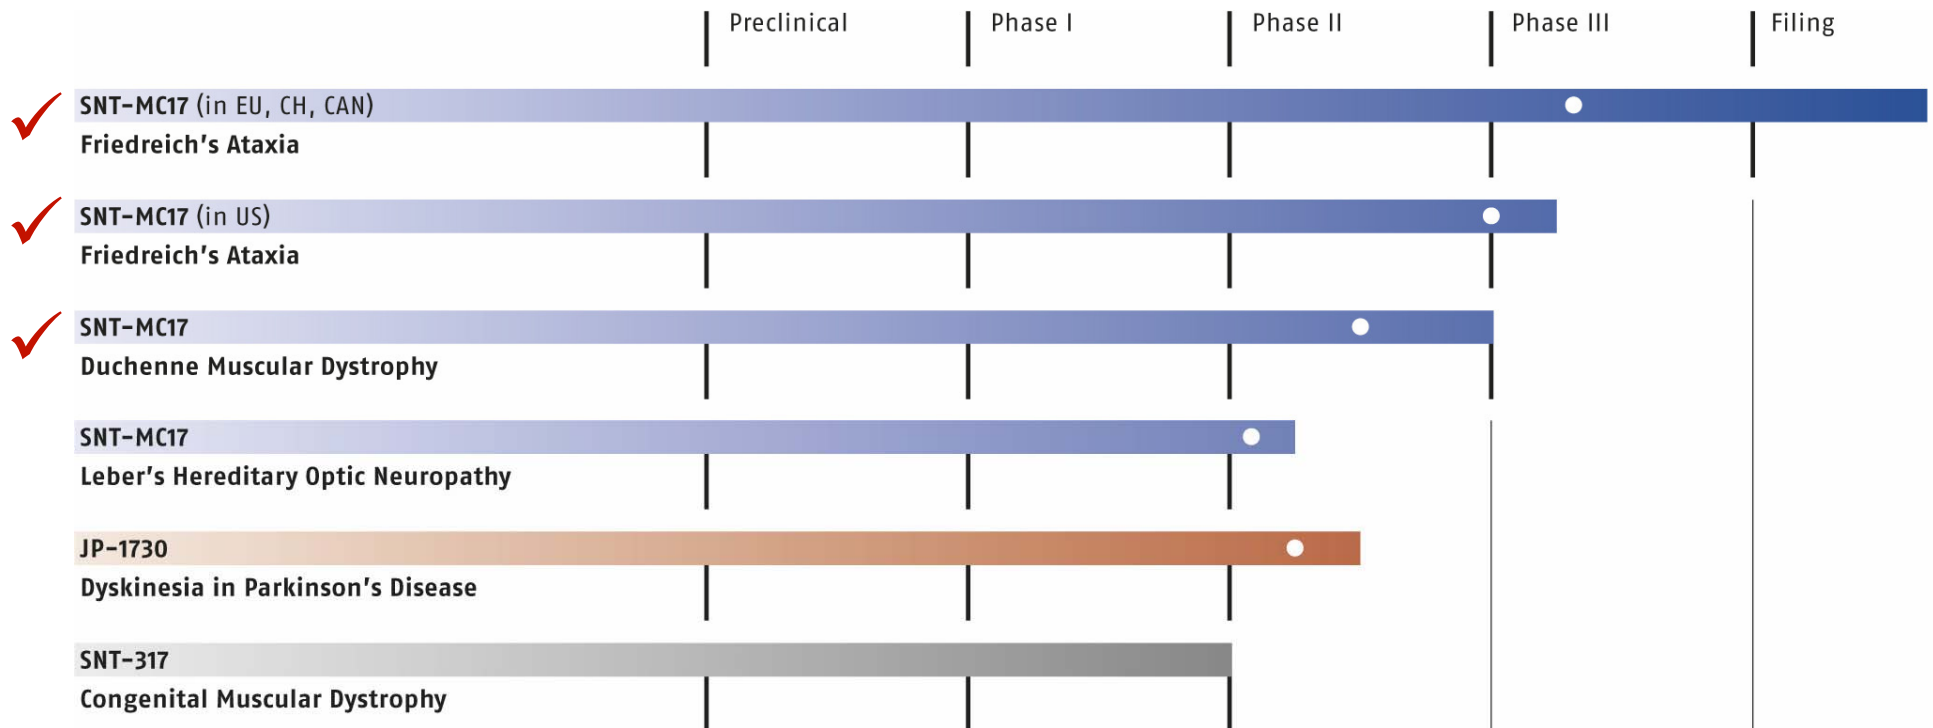 Preclinical Phase I Phase II Phase III Filing
SNT-MC17 (in EU, CH, CAN)
Friedreich's Ataxia
SNT-MC17 (in US)
Friedreich's Ataxia
SNT-MC17
Duchenne Muscular Dystrophy
SNT-MC17
Leber's Hereditary Optic Neuropathy
JP-1730
Dyskinesia in Parkinson's Disease
SNT-317
Congenital Muscular Dystrophy